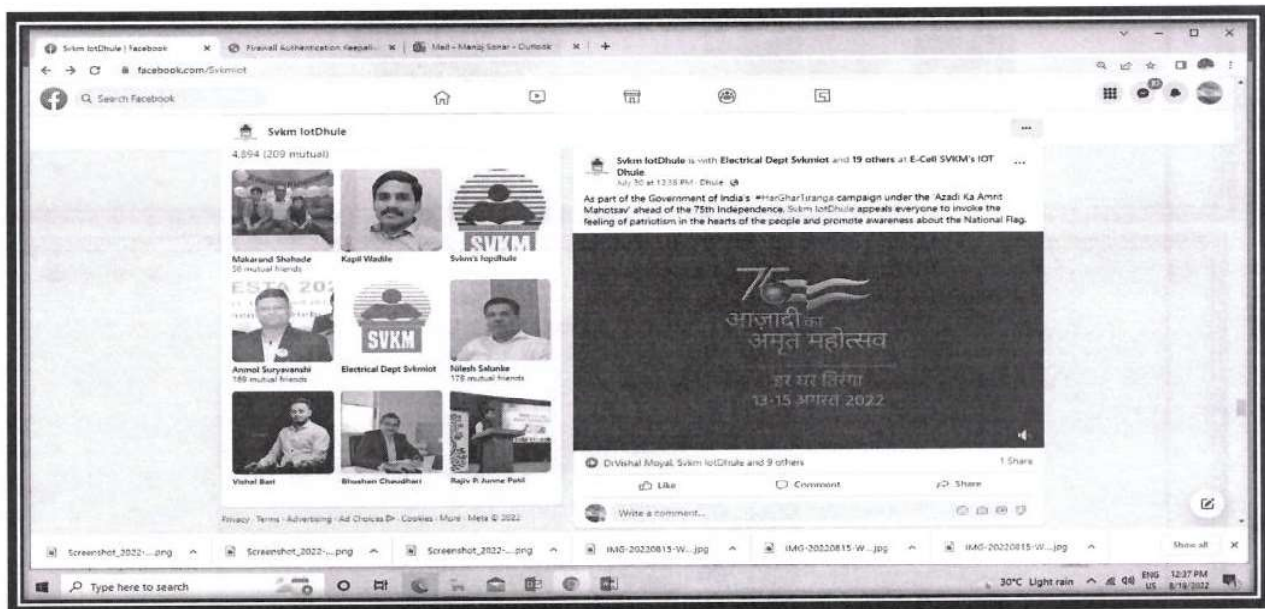 Svkm IotDhule | Facebook
Firewall Authentication Keepali
Mail - Manoj Sonar - Outlook
facebook.com/Svkmiot
Search Facebook
Svkm IotDhule
4,894 (209 mutual)
Makarand Shahade
56 mutual friends
Kapil Wadile
Svkm's Iopdhule
SVKM
Anmol Suryavanshi
189 mutual friends
Electrical Dept Svkmiot
SVKM
Nilesh Salunke
178 mutual friends
Vishal Bari
Bhushan Chaudhari
Rajiv P. Junne Patil
Privacy · Terms · Advertising · Ad Choices · Cookies · More · Meta © 2022
Svkm IotDhule is with Electrical Dept Svkmiot and 19 others at E-Cell SVKM's IOT
Dhule.
July 30 at 12:38 PM · Dhule
As part of the Government of India's #HarGharTiranga campaign under the 'Azadi Ka Amrit
Mahotsav' ahead of the 75th Independence, Svkm IotDhule appeals everyone to invoke the
feeling of patriotism in the hearts of the people and promote awareness about the National Flag.
75
आज़ादी का
अमृत महोत्सव
हर घर तिरंगा
13-15 अगस्त 2022
Dr.Vishal Moyal, Svkm IotDhule and 9 others
1 Share
Like
Comment
Share
Write a comment...
Screenshot_2022-....png
Screenshot_2022-....png
Screenshot_2022-....png
IMG-20220815-W....jpg
IMG-20220815-W....jpg
IMG-20220815-W....jpg
Show all
Type here to search
30°C Light rain
ENG
US
12:37 PM
8/19/2022